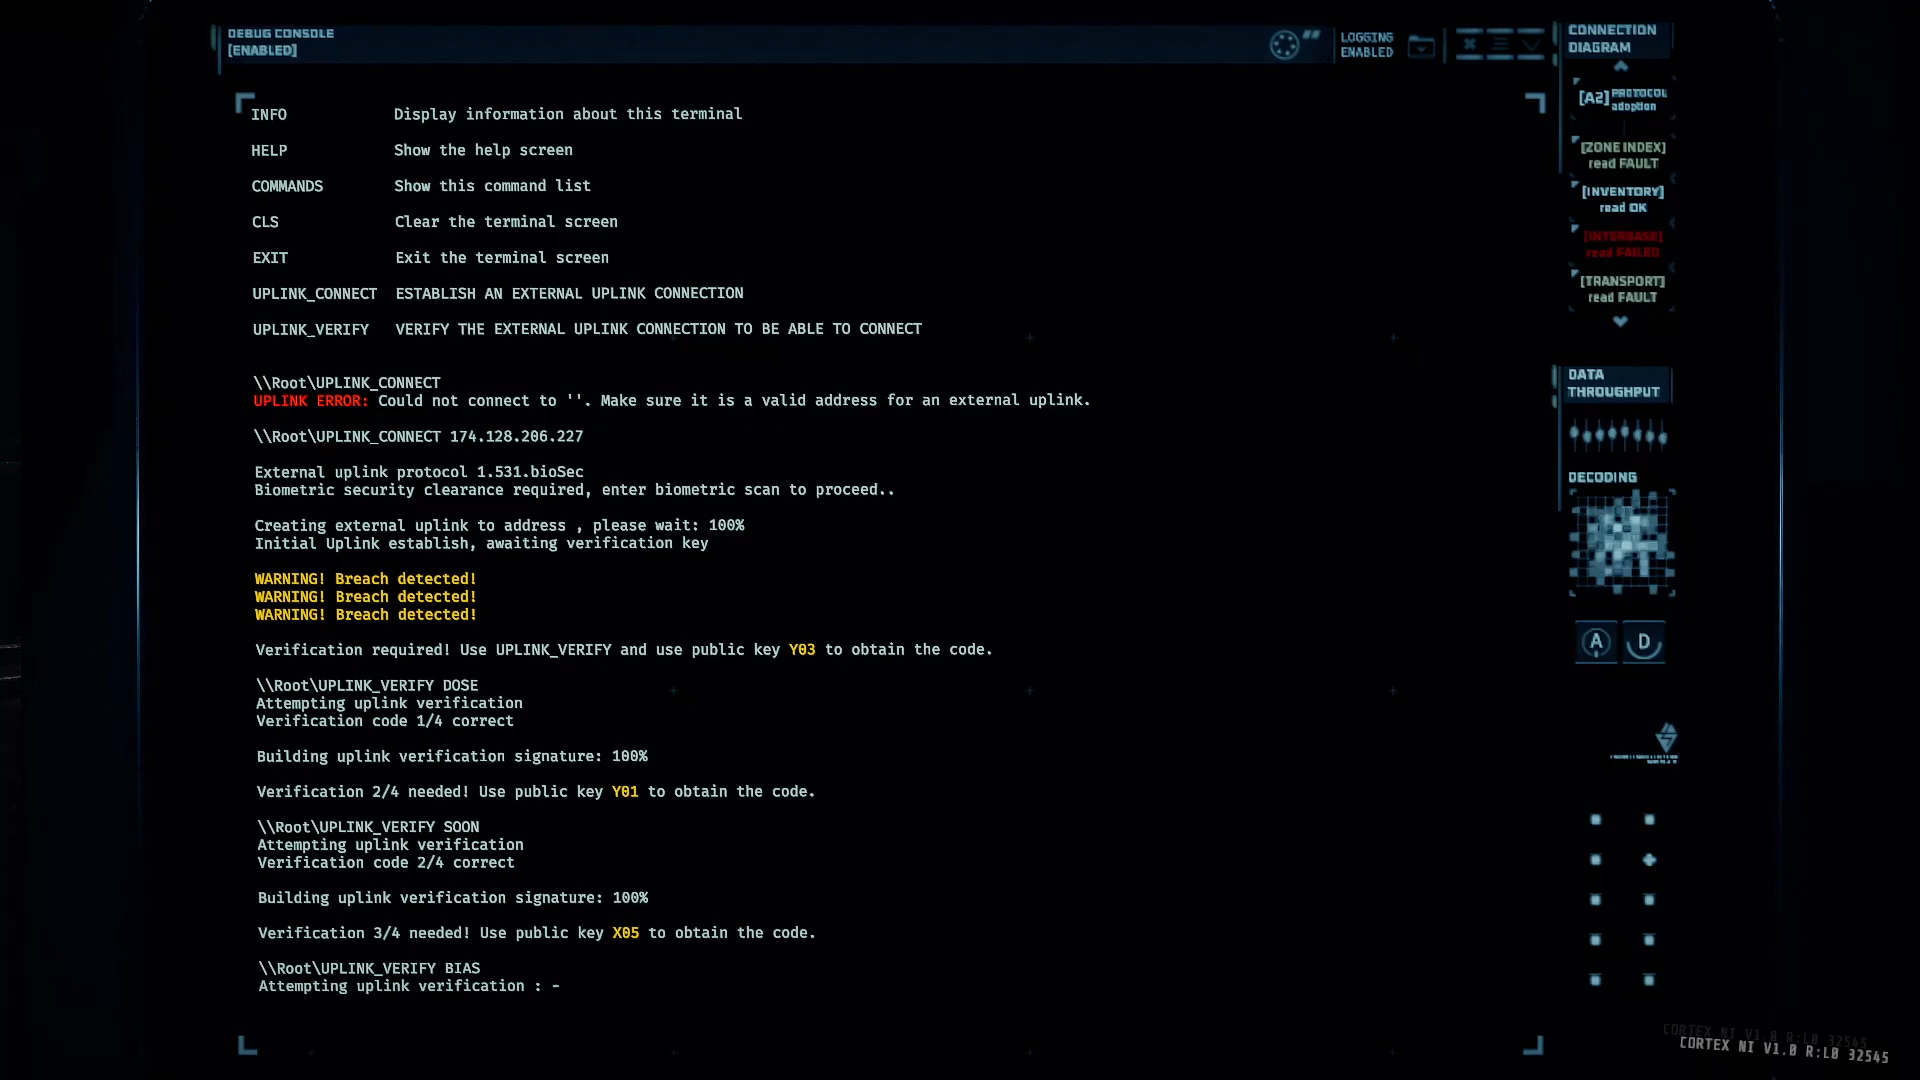 DEBUG CONSOLE
[ENABLED]
LOGGING
ENABLED
INFO Display information about this terminal
HELP Show the help screen
COMMANDS Show this command list
CLS Clear the terminal screen
EXIT Exit the terminal screen
UPLINK_CONNECT ESTABLISH AN EXTERNAL UPLINK CONNECTION
UPLINK_VERIFY VERIFY THE EXTERNAL UPLINK CONNECTION TO BE ABLE TO CONNECT
\\Root\UPLINK_CONNECT
UPLINK ERROR: Could not connect to ''. Make sure it is a valid address for an external uplink.
\\Root\UPLINK_CONNECT 174.128.206.227
External uplink protocol 1.531.bioSec
Biometric security clearance required, enter biometric scan to proceed..
Creating external uplink to address , please wait: 100%
Initial Uplink establish, awaiting verification key
WARNING! Breach detected!
WARNING! Breach detected!
WARNING! Breach detected!
Verification required! Use UPLINK_VERIFY and use public key Y03 to obtain the code.
\\Root\UPLINK_VERIFY DOSE
Attempting uplink verification
Verification code 1/4 correct
Building uplink verification signature: 100%
Verification 2/4 needed! Use public key Y01 to obtain the code.
\\Root\UPLINK_VERIFY SOON
Attempting uplink verification
Verification code 2/4 correct
Building uplink verification signature: 100%
Verification 3/4 needed! Use public key X05 to obtain the code.
\\Root\UPLINK_VERIFY BIAS
Attempting uplink verification : -
CONNECTION
DIAGRAM
[A2] PROTOCOL
adoption
[ZONE INDEX]
read FAULT
[INVENTORY]
read OK
[INTERBASE]
read FAILED
[TRANSPORT]
read FAULT
DATA
THROUGHPUT
DECODING
A D
CORTEX NI V1.0 R:L0 32545
CORTEX NI V1.0 R:L0 32545